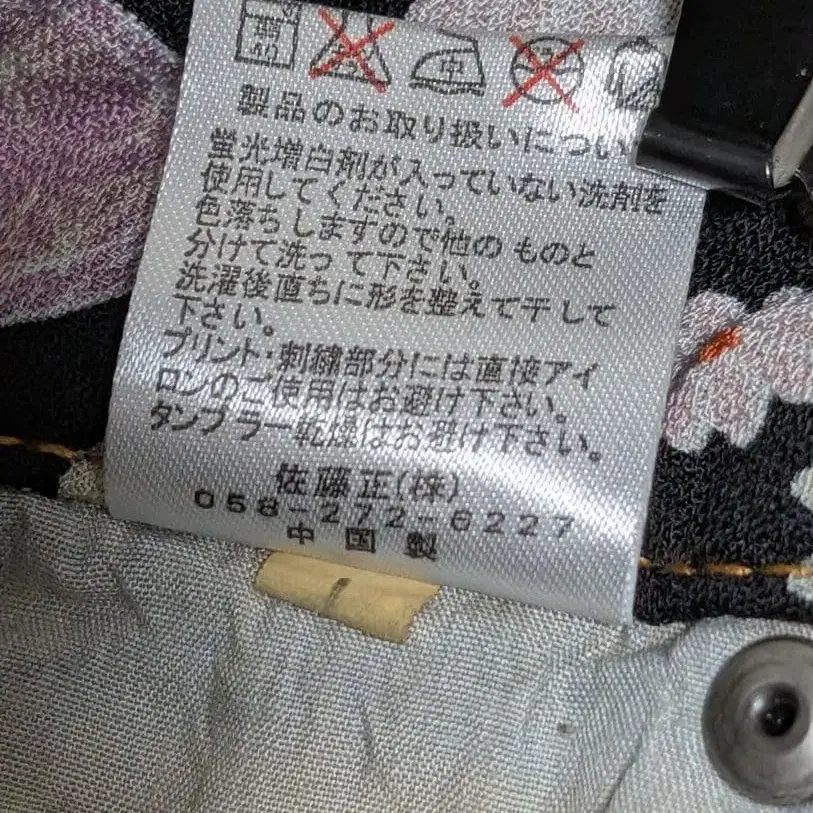 中
製品のお取り扱いについ
蛍光増白剤が入っていない洗剤を
使用してください。
色落ちしますので他の ものと
分けて洗っ て下さい。
洗濯後直ちに形を整えて干 して
下さい。
プリント・刺繍部分には直接アイ
ロンのご使用はお避け下さい。
タンブラー乾燥はお避け下さい。
佐藤正(株)
058-272-6227
中国製